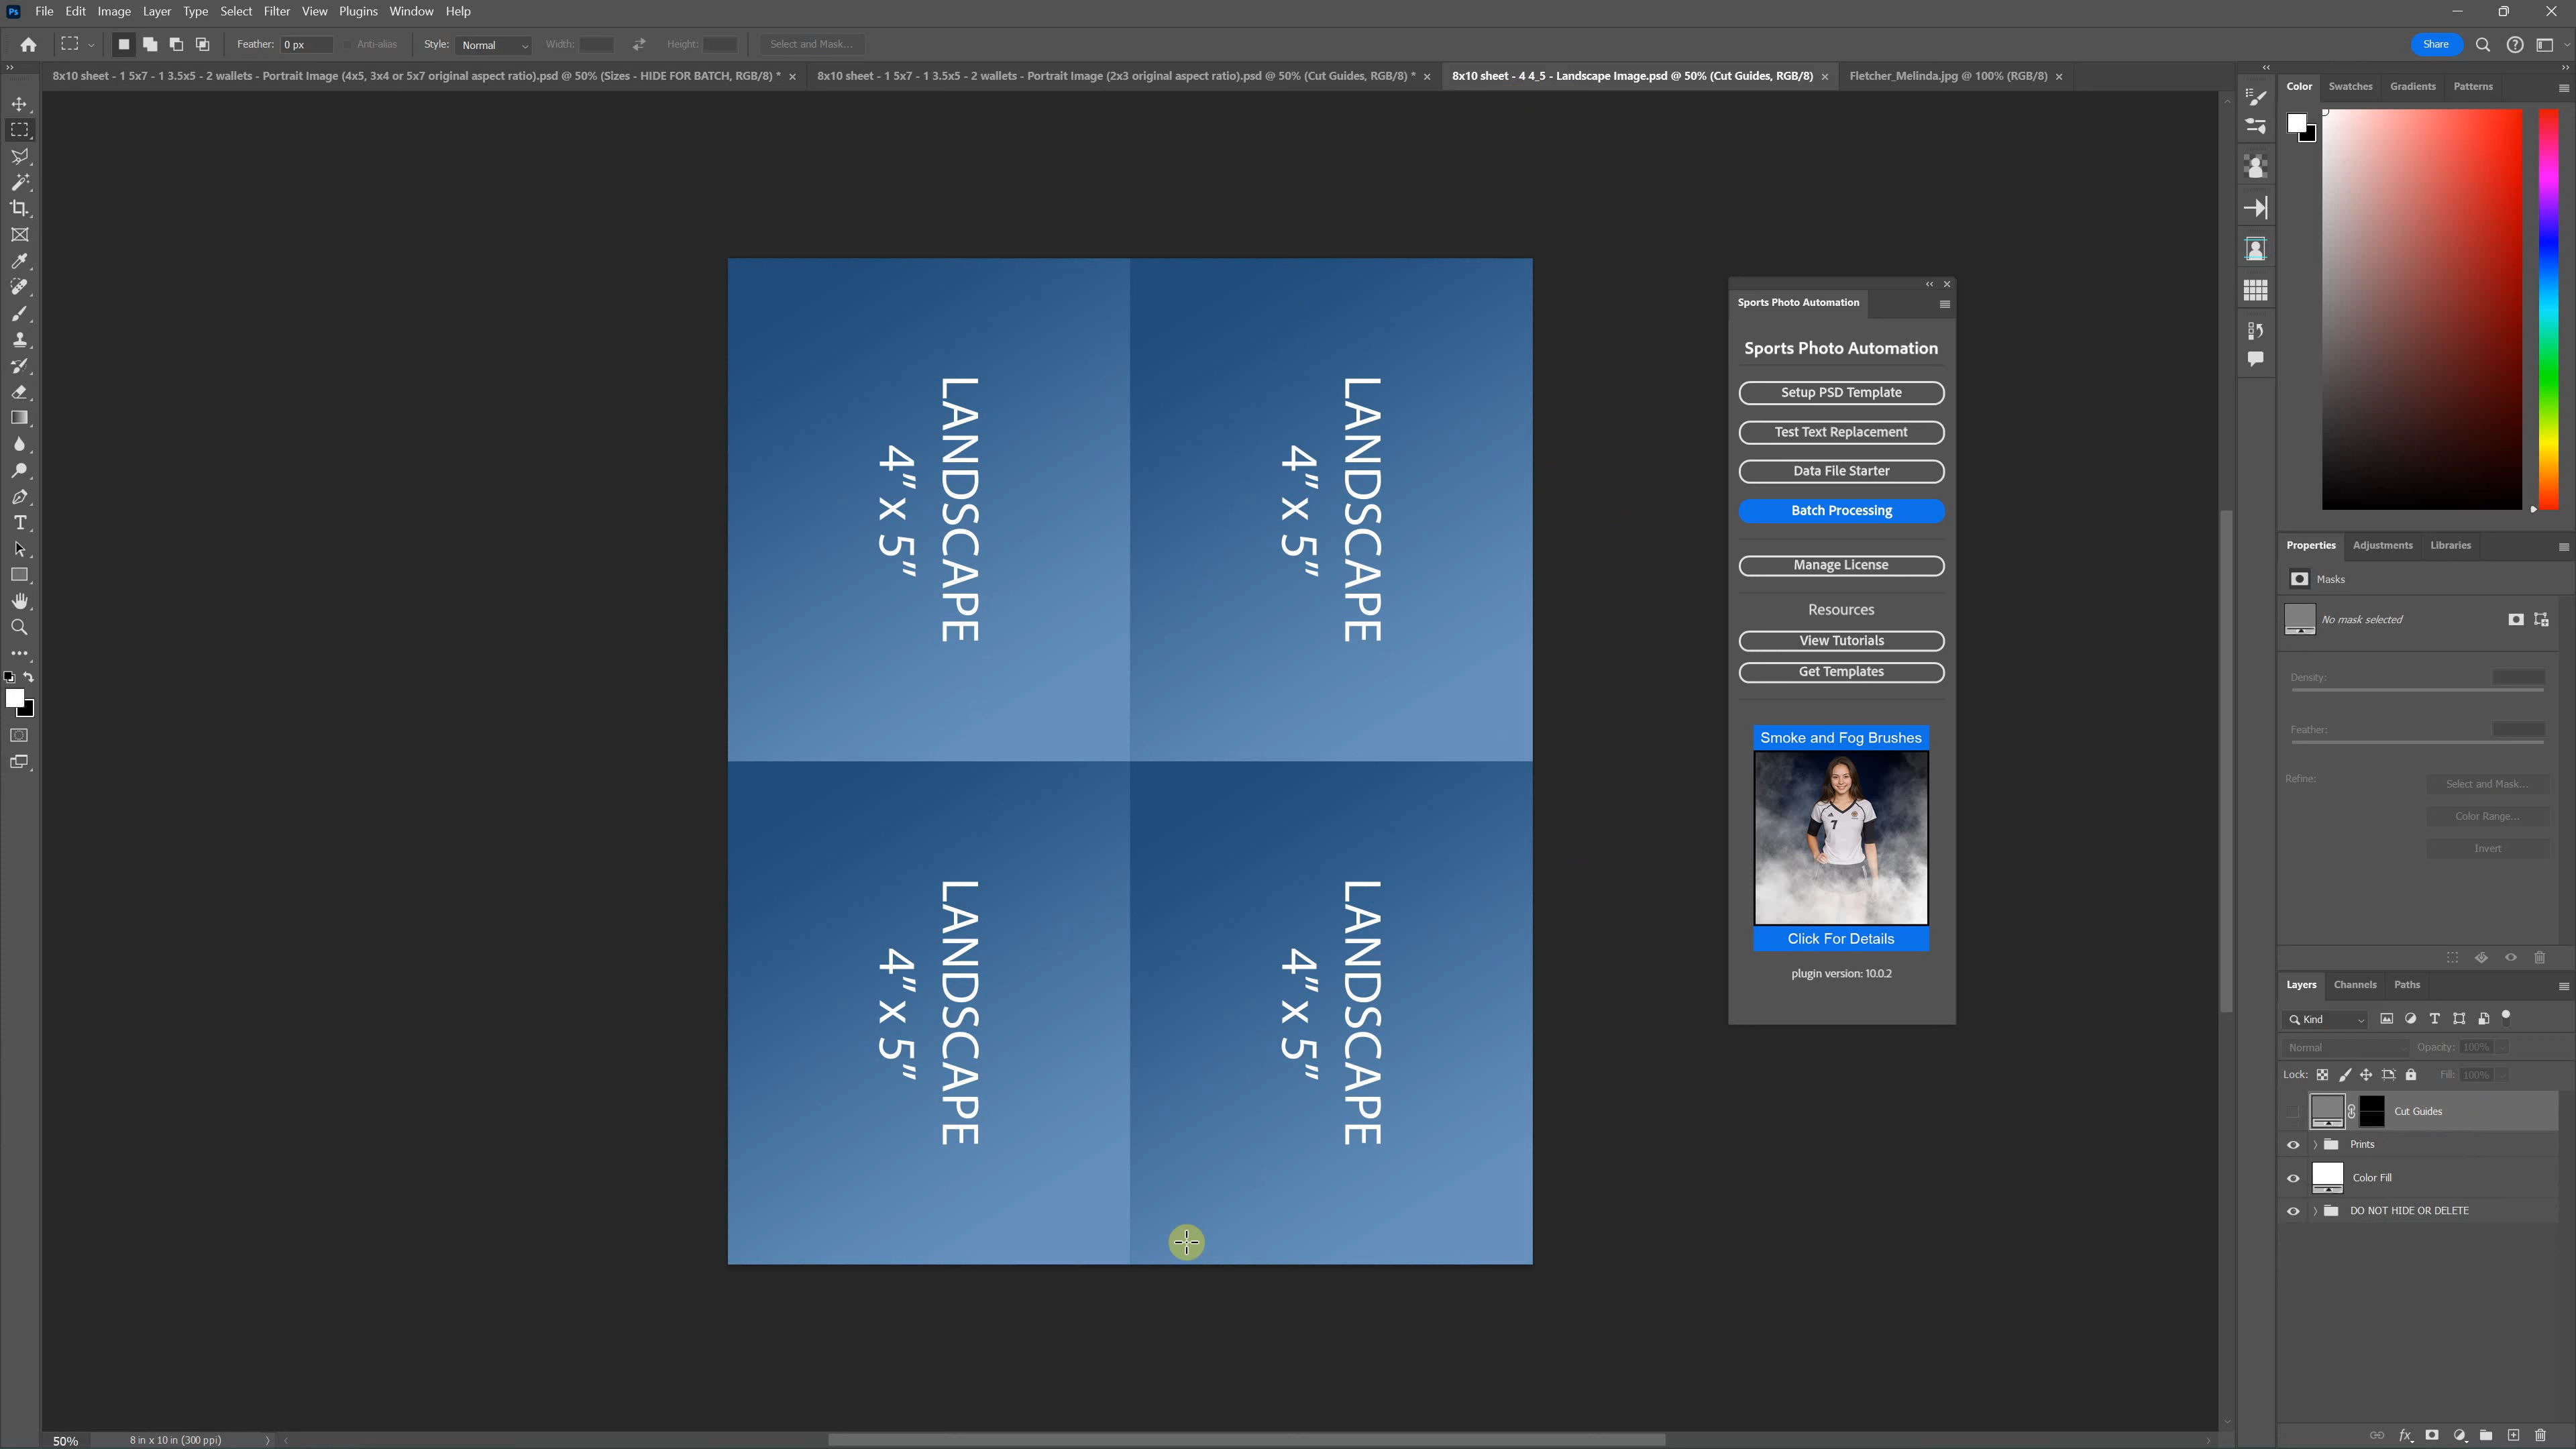 File Edit Image Layer Type Select Filter View Plugins Window Help
Feather: 0 px Anti-alias Style: Normal Width: Height: Select and Mask... Share
8x10 sheet - 1 5x7 - 1 3.5x5 - 2 wallets - Portrait Image (4x5, 3x4 or 5x7 original aspect ratio).psd @ 50% (Sizes - HIDE FOR BATCH, RGB/8) *
8x10 sheet - 1 5x7 - 1 3.5x5 - 2 wallets - Portrait Image (2x3 original aspect ratio).psd @ 50% (Cut Guides, RGB/8) *
8x10 sheet - 4 4_5 - Landscape Image.psd @ 50% (Cut Guides, RGB/8)
Fletcher_Melinda.jpg @ 100% (RGB/8)
LANDSCAPE
4” x 5”
LANDSCAPE
4” x 5”
LANDSCAPE
4” x 5”
LANDSCAPE
4” x 5”
Sports Photo Automation
Sports Photo Automation
Setup PSD Template
Test Text Replacement
Data File Starter
Batch Processing
Manage License
Resources
View Tutorials
Get Templates
Smoke and Fog Brushes
7
Click For Details
plugin version: 10.0.2
Color Swatches Gradients Patterns
Properties Adjustments Libraries
Masks
No mask selected
Density:
Feather:
Refine: Select and Mask...
Color Range...
Invert
Layers Channels Paths
Kind
Normal Opacity: 100%
Lock: Fill: 100%
Cut Guides
Prints
Color Fill
DO NOT HIDE OR DELETE
50% 8 in x 10 in (300 ppi)